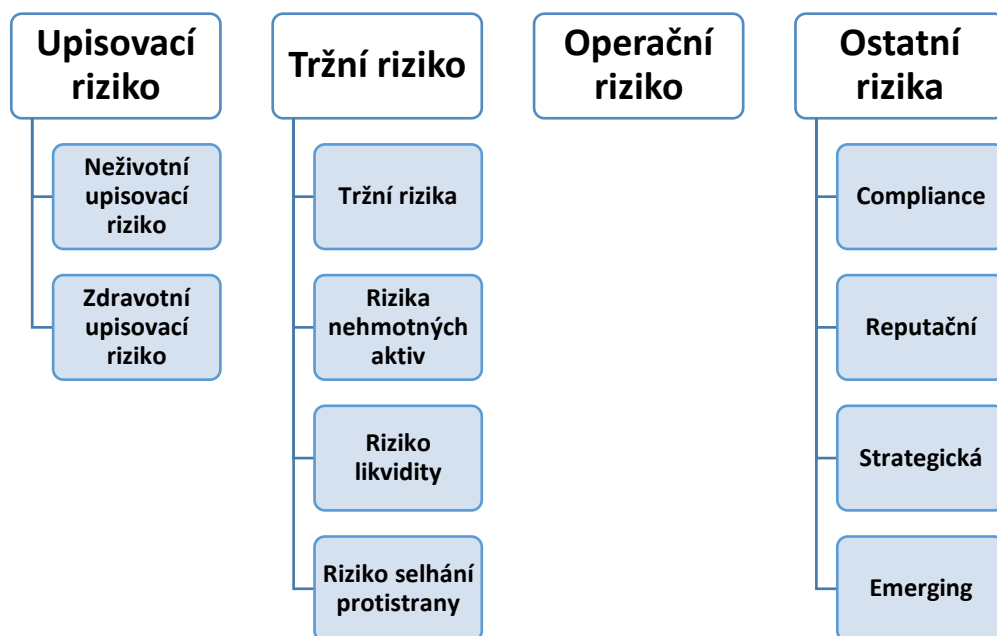 Upisovací
riziko
Neživotní
upisovací
riziko
Zdravotní
upisovací
riziko
Tržní riziko
Tržní rizika
Rizika
nehmotných
aktiv
Riziko
likvidity
Riziko selhání
protistrany
Operační
riziko
Ostatní
rizika
Compliance
Reputační
Strategická
Emerging